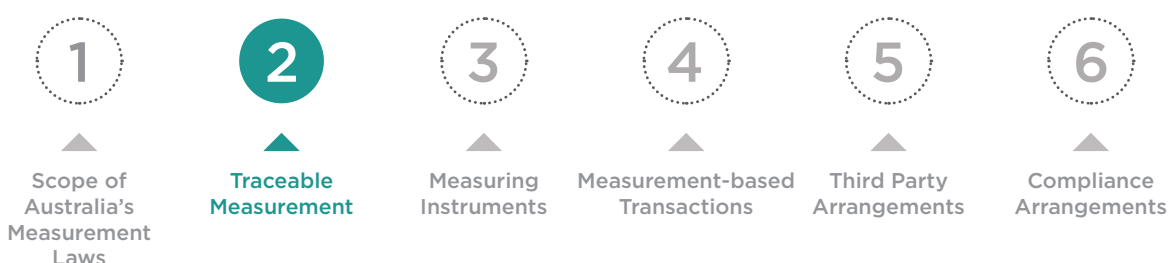 1
2
3
4
5
6
Scope of
Australia's
Measurement
Laws
Traceable
Measurement
Measuring
Instruments
Measurement-based
Transactions
Third Party
Arrangements
Compliance
Arrangements